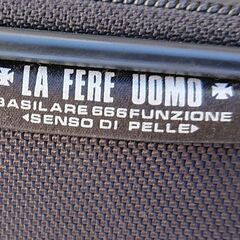 LA FERE UOMO
BASILARE 666 FUNZIONE
SENSO DI PELLE